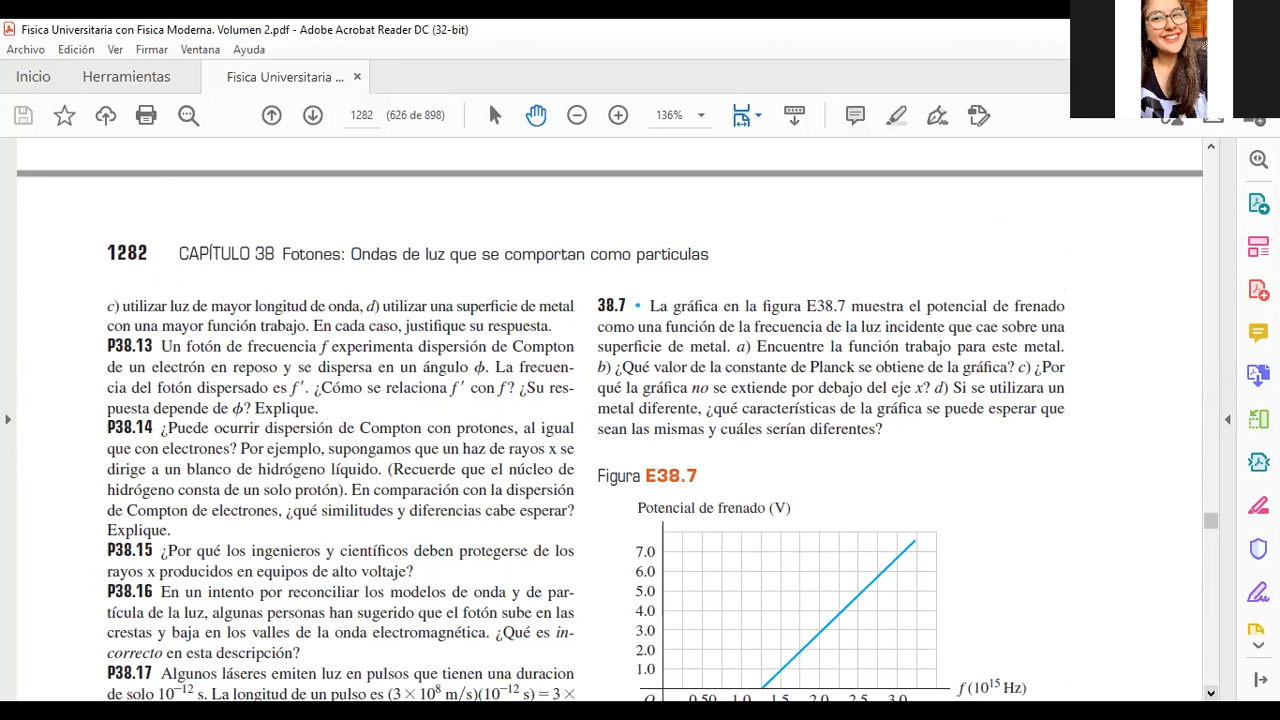 Fisica Universitaria con Fisica Moderna. Volumen 2.pdf - Adobe Acrobat Reader DC (32-bit)
Archivo Edición Ver Firmar Ventana Ayuda
Inicio Herramientas Fisica Universitaria ... ×
1282 (626 de 898) 136%
1282 CAPÍTULO 38 Fotones: Ondas de luz que se comportan como partículas
c) utilizar luz de mayor longitud de onda, d) utilizar una superficie de metal
con una mayor función trabajo. En cada caso, justifique su respuesta.
P38.13 Un fotón de frecuencia f experimenta dispersión de Compton
de un electrón en reposo y se dispersa en un ángulo ϕ. La frecuen-
cia del fotón dispersado es f′. ¿Cómo se relaciona f′ con f? ¿Su res-
puesta depende de ϕ? Explique.
P38.14 ¿Puede ocurrir dispersión de Compton con protones, al igual
que con electrones? Por ejemplo, supongamos que un haz de rayos x se
dirige a un blanco de hidrógeno líquido. (Recuerde que el núcleo de
hidrógeno consta de un solo protón). En comparación con la dispersión
de Compton de electrones, ¿qué similitudes y diferencias cabe esperar?
Explique.
P38.15 ¿Por qué los ingenieros y científicos deben protegerse de los
rayos x producidos en equipos de alto voltaje?
P38.16 En un intento por reconciliar los modelos de onda y de par-
tícula de la luz, algunas personas han sugerido que el fotón sube en las
crestas y baja en los valles de la onda electromagnética. ¿Qué es in-
correcto en esta descripción?
P38.17 Algunos láseres emiten luz en pulsos que tienen una duracion
de solo 10⁻¹² s. La longitud de un pulso es (3 × 10⁸ m/s)(10⁻¹² s) = 3 ×
38.7 • La gráfica en la figura E38.7 muestra el potencial de frenado
como una función de la frecuencia de la luz incidente que cae sobre una
superficie de metal. a) Encuentre la función trabajo para este metal.
b) ¿Qué valor de la constante de Planck se obtiene de la gráfica? c) ¿Por
qué la gráfica no se extiende por debajo del eje x? d) Si se utilizara un
metal diferente, ¿qué características de la gráfica se puede esperar que
sean las mismas y cuáles serían diferentes?
Figura E38.7
Potencial de frenado (V)
7.0
6.0
5.0
4.0
3.0
2.0
1.0
f (10¹⁵ Hz)
O 0.50 1.0 1.5 2.0 2.5 3.0